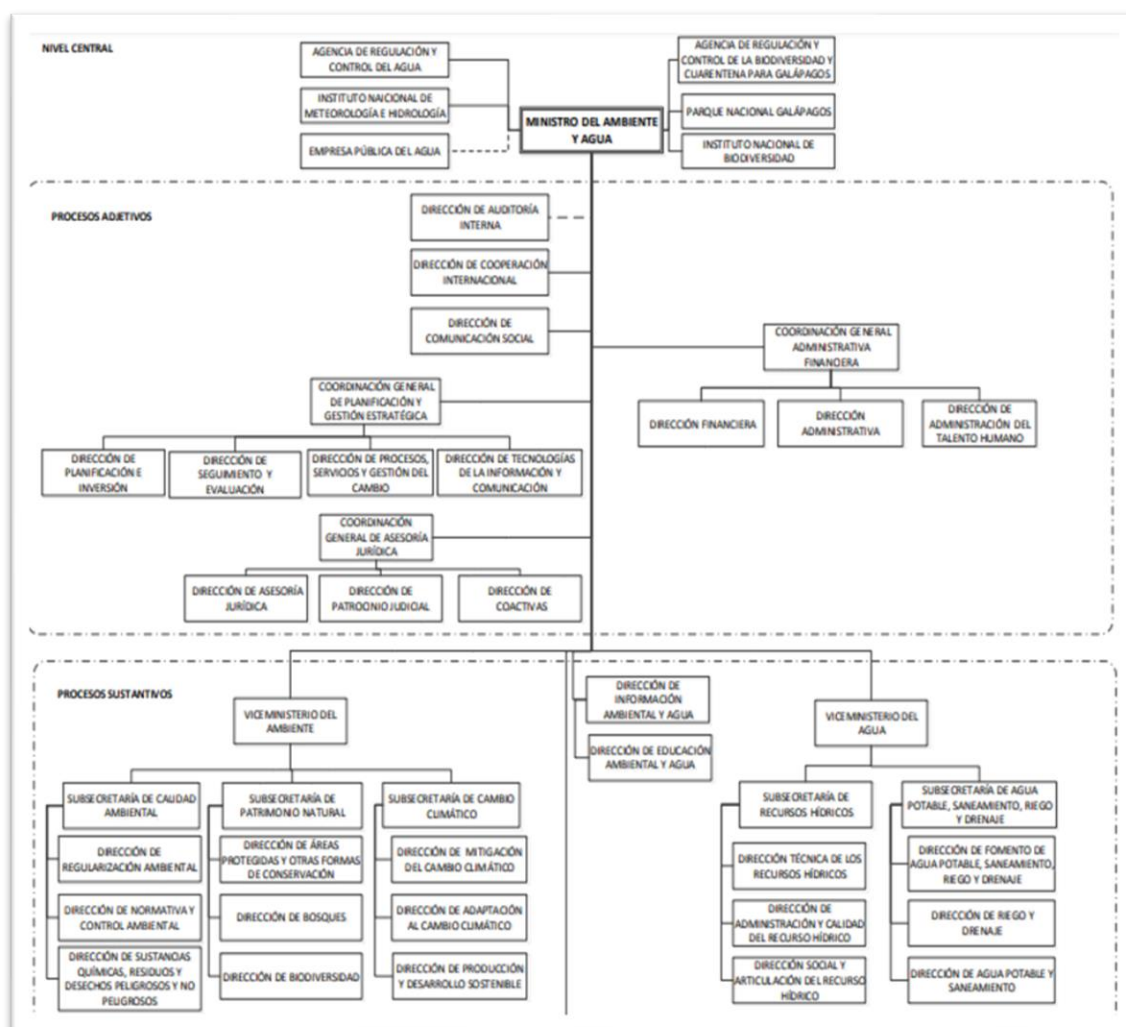 NIVEL CENTRAL
AGENCIA DE REGULACIÓN Y
CONTROL DEL AGUA
INSTITUTO NAICIONAL DE
METEOROLOGÍA E HIDROLOGÍA
EMPRESA PÚBLICA DEL AGUA
MINISTRO DEL AMBIENTE
Y AGUA
AGENCIA DE REGULACIÓN Y
CONTROL DE LA BIODIVERSIDAD Y
CUARENTENA PARA GALÁPAGOS
PARQUE NACIONAL GALÁPAGOS
INSTITUTO NACIONAL DE
BIODIVERSIDAD
PROCESOS ADJETIVOS
DIRECCIÓN DE AUDITORÍA
INTERNA
DIRECCIÓN DE COOPERACIÓN
INTERNACIONAL
DIRECCIÓN DE
COMUNICACIÓN SOCIAL
COORDINACIÓN GENERAL
ADMINISTRATIVA
FINANCIERA
DIRECCIÓN FINANCIERA
DIRECCIÓN
ADMINISTRATIVA
DIRECCIÓN DE
ADMINISTRACIÓN DEL
TALENTO HUMANO
COORDINACIÓN GENERAL
DE PLANIFICACIÓN Y
GESTIÓN ESTRATÉGICA
DIRECCIÓN DE
PLANIFICACIÓN E
INVERSIÓN
DIRECCIÓN DE
SEGUIMIENTO Y
EVALUACIÓN
DIRECCIÓN DE PROCESOS,
SERVICIOS Y GESTIÓN DEL
CAMBIO
DIRECCIÓN DE TECNOLOGÍAS
DE LA INFORMACIÓN Y
COMUNICACIÓN
COORDINACIÓN
GENERAL DE ASESORÍA
JURÍDICA
DIRECCIÓN DE ASESORÍA
JURÍDICA
DIRECCIÓN DE
PATROCINIO JUDICIAL
DIRECCIÓN DE
COACTIVAS
PROCESOS SUSTANTIVOS
VICEMINISTERIO DEL
AMBIENTE
DIRECCIÓN DE
INFORMACIÓN
AMBIENTAL Y AGUA
DIRECCIÓN DE EDUCACIÓN
AMBIENTAL Y AGUA
VICEMINISTERIO DEL
AGUA
SUBSECRETARÍA DE CALIDAD
AMBIENTAL
DIRECCIÓN DE
REGULARIZACIÓN AMBIENTAL
DIRECCIÓN DE NORMATIVA Y
CONTROL AMBIENTAL
DIRECCIÓN DE SUSTANCIAS
QUÍMICAS, RESIDUOS Y
DESECHOS PELIGROSOS Y NO
PELIGROSOS
SUBSECRETARÍA DE
PATRIMONIO NATURAL
DIRECCIÓN DE ÁREAS
PROTEGIDAS Y OTRAS FORMAS
DE CONSERVACIÓN
DIRECCIÓN DE BOSQUES
DIRECCIÓN DE BIODIVERSIDAD
SUBSECRETARÍA DE CAMBIO
CLIMÁTICO
DIRECCIÓN DE MITIGACIÓN
DEL CAMBIO CLIMÁTICO
DIRECCIÓN DE ADAPTACIÓN
AL CAMBIO CLIMÁTICO
DIRECCIÓN DE PRODUCCIÓN
Y DESARROLLO SOSTENIBLE
SUBSECRETARÍA DE
RECURSOS HÍDRICOS
DIRECCIÓN TÉCNICA DE LOS
RECURSOS HÍDRICOS
DIRECCIÓN DE
ADMINISTRACIÓN Y CALIDAD
DEL RECURSO HÍDRICO
DIRECCIÓN SOCIAL Y
ARTICULACIÓN DEL RECURSO
HÍDRICO
SUBSECRETARÍA DE AGUA
POTABLE, SANEAMIENTO, RIEGO
Y DRENAJE
DIRECCIÓN DE FOMENTO DE
AGUA POTABLE, SANEAMIENTO,
RIEGO Y DRENAJE
DIRECCIÓN DE RIEGO Y
DRENAJE
DIRECCIÓN DE AGUA POTABLE Y
SANEAMIENTO